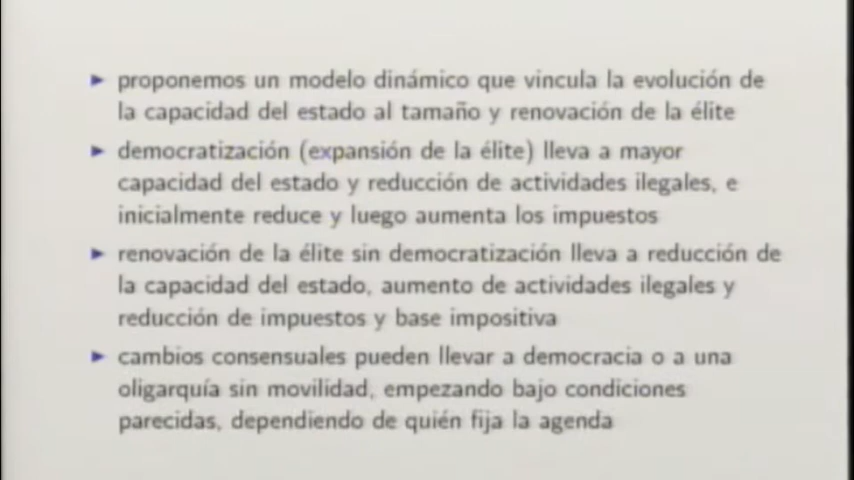 proponemos un modelo dinámico que vincula la evolución de
la capacidad del estado al tamaño y renovación de la élite
democratización (expansión de la élite) lleva a mayor
capacidad del estado y reducción de actividades ilegales, e
inicialmente reduce y luego aumenta los impuestos
renovación de la élite sin democratización lleva a reducción de
la capacidad del estado, aumento de actividades ilegales y
reducción de impuestos y base impositiva
cambios consensuales pueden llevar a democracia o a una
oligarquía sin movilidad, empezando bajo condiciones
parecidas, dependiendo de quién fija la agenda